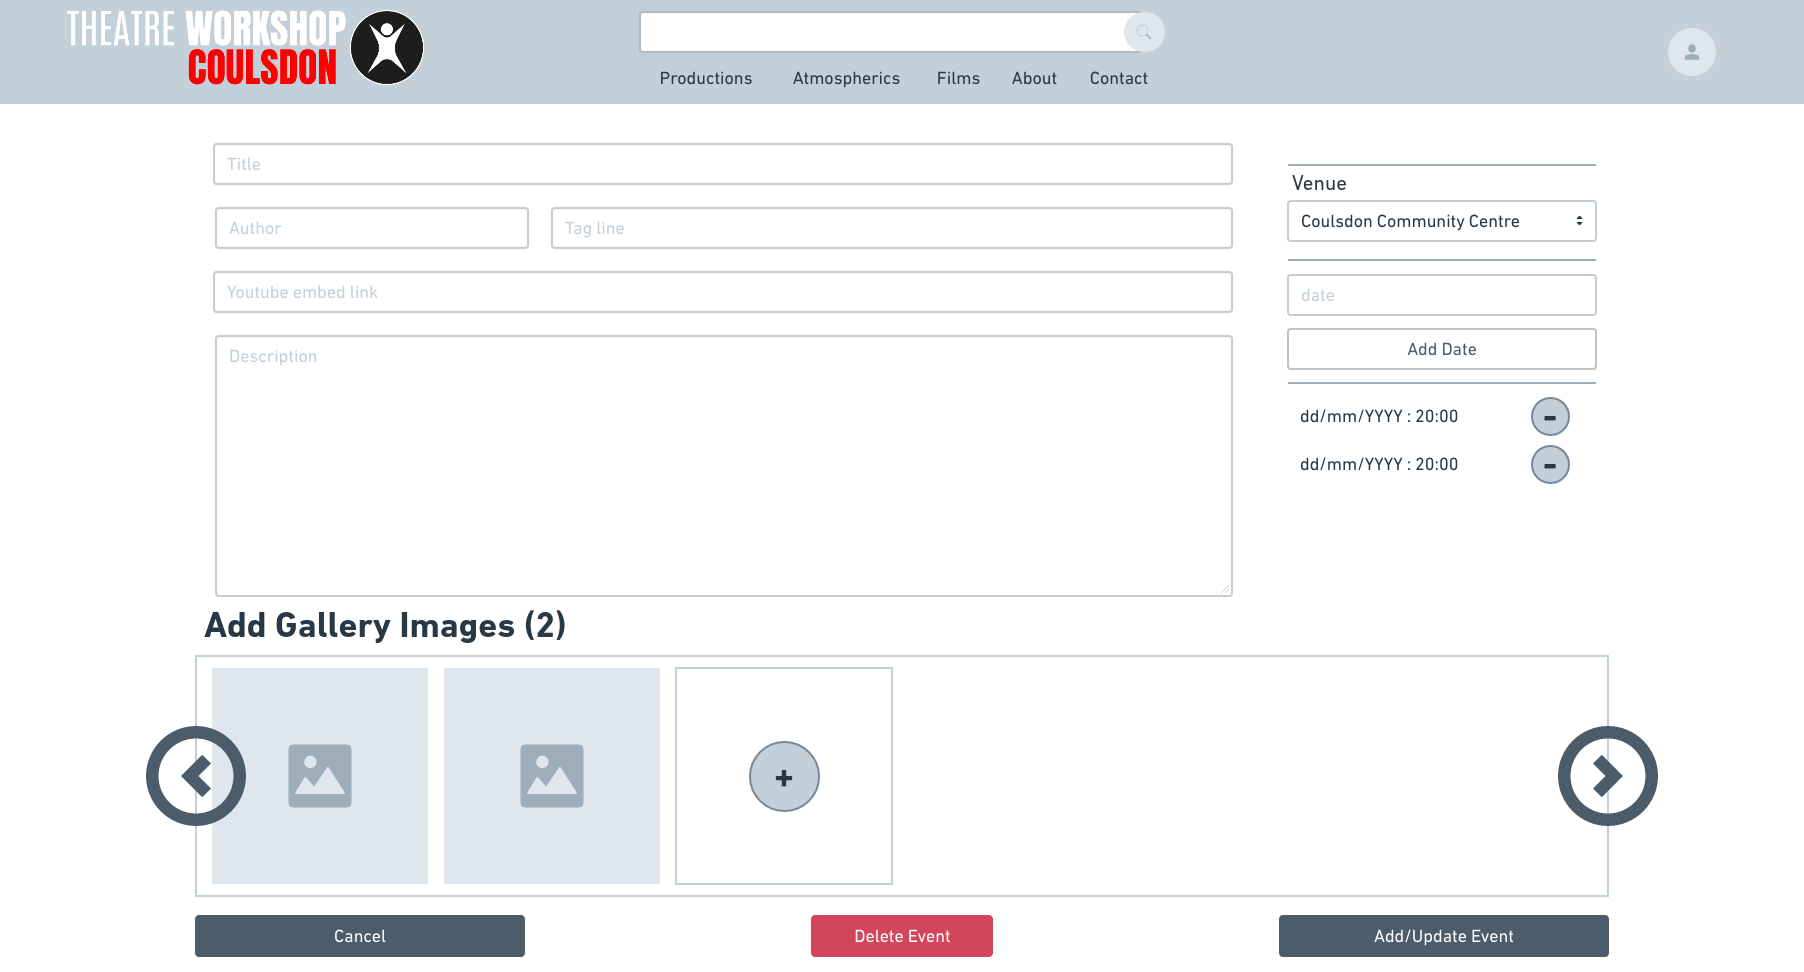 THEATRE WORKSHOP
COULSDON
Productions Atmospherics Films About Contact
Title
Author Tag line
Youtube embed link
Description
Venue
Coulsdon Community Centre
date
Add Date
dd/mm/YYYY : 20:00 -
dd/mm/YYYY : 20:00 -
Add Gallery Images (2)
+
Cancel Delete Event Add/Update Event